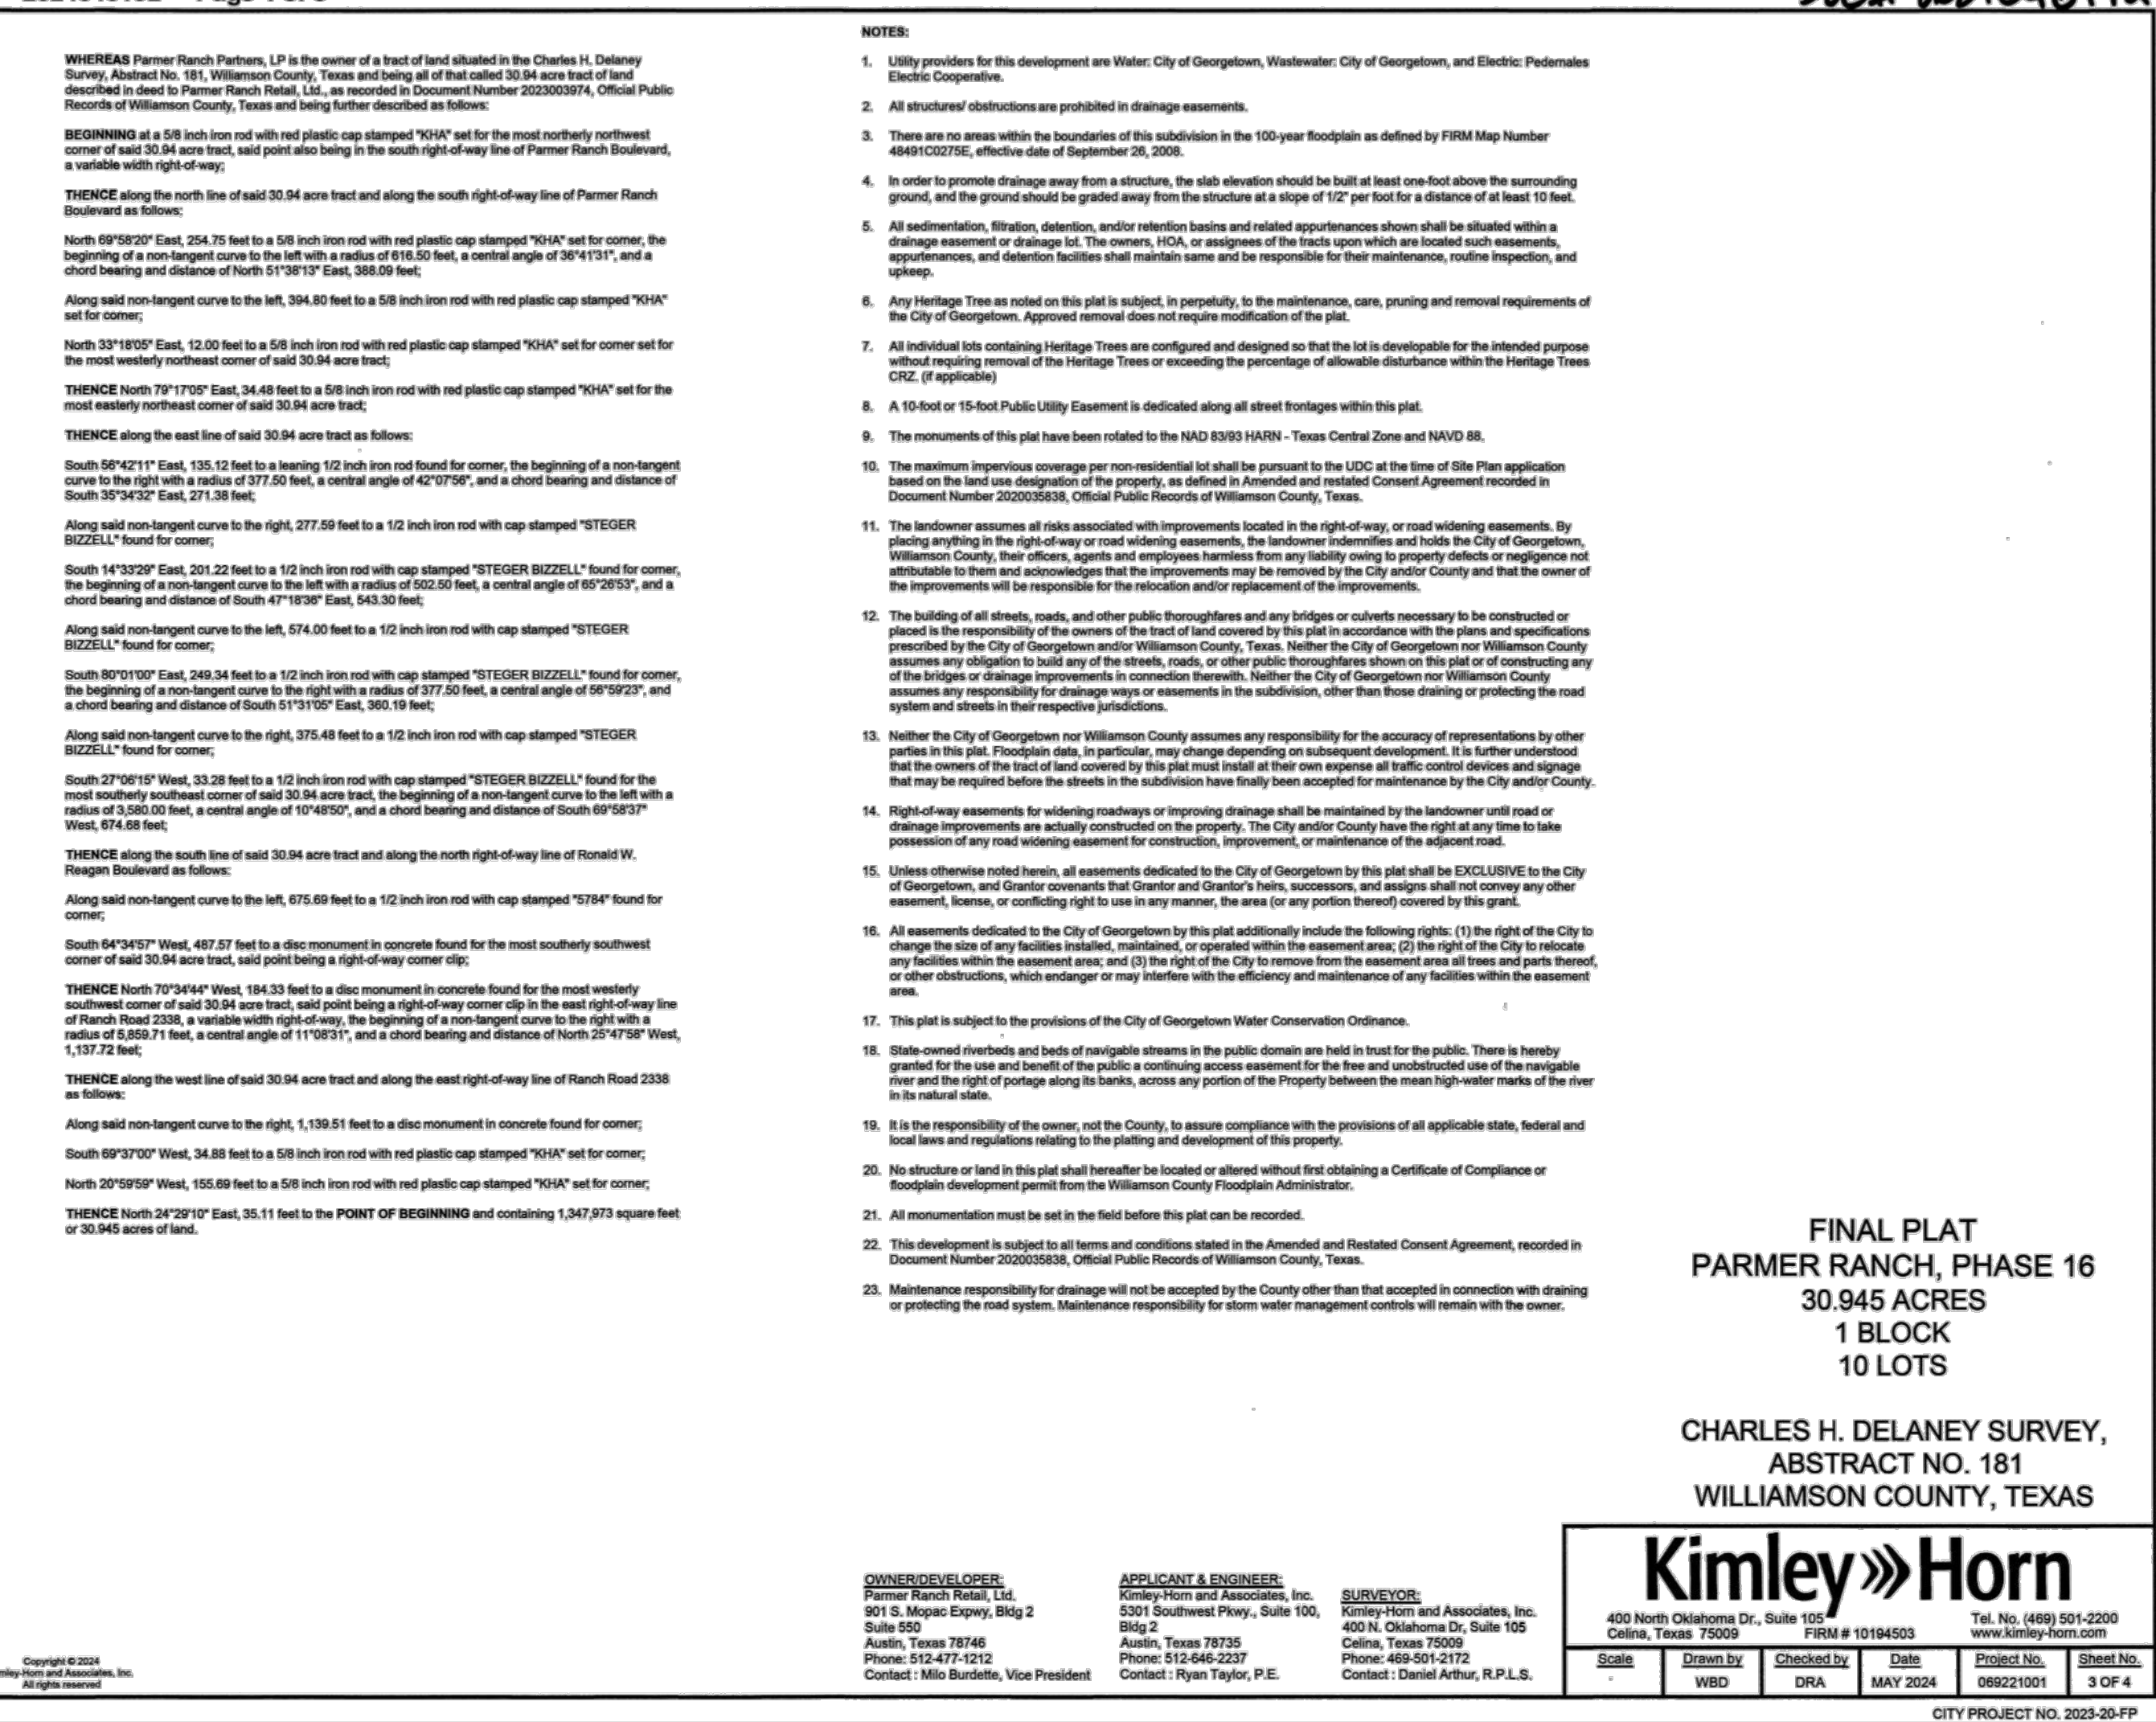 WHEREAS Parmer Ranch Partners, LP is the owner of a tract of land situated in the Charles H. Delaney
Survey, Abstract No. 181, Williamson County, Texas and being all of that called 30.94 acre tract of land
described in deed to Parmer Ranch Retail, Ltd., as recorded in Document Number 2023003974, Official Public
Records of Williamson County, Texas and being further described as follows:
BEGINNING at a 5/8 inch iron rod with red plastic cap stamped "KHA" set for the most northerly northwest
corner of said 30.94 acre tract, said point also being in the south right-of-way line of Parmer Ranch Boulevard,
a variable width right-of-way;
THENCE along the north line of said 30.94 acre tract and along the south right-of-way line of Parmer Ranch
Boulevard as follows:
North 69°58'20" East, 254.75 feet to a 5/8 inch iron rod with red plastic cap stamped "KHA" set for corner, the
beginning of a non-tangent curve to the left with a radius of 616.50 feet, a central angle of 36°41'31", and a
chord bearing and distance of North 51°38'13" East, 388.09 feet;
Along said non-tangent curve to the left, 394.80 feet to a 5/8 inch iron rod with red plastic cap stamped "KHA"
set for corner;
North 33°18'05" East, 12.00 feet to a 5/8 inch iron rod with red plastic cap stamped "KHA" set for corner set for
the most westerly northeast corner of said 30.94 acre tract;
THENCE North 79°17'05" East, 34.48 feet to a 5/8 inch iron rod with red plastic cap stamped "KHA" set for the
most easterly northeast corner of said 30.94 acre tract;
THENCE along the east line of said 30.94 acre tract as follows:
South 56°42'11" East, 135.12 feet to a leaning 1/2 inch iron rod found for corner, the beginning of a non-tangent
curve to the right with a radius of 377.50 feet, a central angle of 42°07'56", and a chord bearing and distance of
South 35°34'32" East, 271.38 feet;
Along said non-tangent curve to the right, 277.59 feet to a 1/2 inch iron rod with cap stamped "STEGER
BIZZELL" found for corner;
South 14°33'29" East, 201.22 feet to a 1/2 inch iron rod with cap stamped "STEGER BIZZELL" found for corner,
the beginning of a non-tangent curve to the left with a radius of 502.50 feet, a central angle of 65°26'53", and a
chord bearing and distance of South 47°18'36" East, 543.30 feet;
Along said non-tangent curve to the left, 574.00 feet to a 1/2 inch iron rod with cap stamped "STEGER
BIZZELL" found for corner;
South 80°01'00" East, 249.34 feet to a 1/2 inch iron rod with cap stamped "STEGER BIZZELL" found for corner,
the beginning of a non-tangent curve to the right with a radius of 377.50 feet, a central angle of 56°59'23", and
a chord bearing and distance of South 51°31'05" East, 360.19 feet;
Along said non-tangent curve to the right, 375.48 feet to a 1/2 inch iron rod with cap stamped "STEGER
BIZZELL" found for corner;
South 27°06'15" West, 33.28 feet to a 1/2 inch iron rod with cap stamped "STEGER BIZZELL" found for the
most southerly southeast corner of said 30.94 acre tract, the beginning of a non-tangent curve to the left with a
radius of 3,580.00 feet, a central angle of 10°48'50", and a chord bearing and distance of South 69°58'37"
West, 674.68 feet;
THENCE along the south line of said 30.94 acre tract and along the north right-of-way line of Ronald W.
Reagan Boulevard as follows:
Along said non-tangent curve to the left, 675.69 feet to a 1/2 inch iron rod with cap stamped "5784" found for
corner;
South 64°34'57" West, 487.57 feet to a disc monument in concrete found for the most southerly southwest
corner of said 30.94 acre tract, said point being a right-of-way corner clip;
THENCE North 70°34'44" West, 184.33 feet to a disc monument in concrete found for the most westerly
southwest corner of said 30.94 acre tract, said point being a right-of-way corner clip in the east right-of-way line
of Ranch Road 2338, a variable width right-of-way, the beginning of a non-tangent curve to the right with a
radius of 5,859.71 feet, a central angle of 11°08'31", and a chord bearing and distance of North 25°47'58" West,
1,137.72 feet;
THENCE along the west line of said 30.94 acre tract and along the east right-of-way line of Ranch Road 2338
as follows:
Along said non-tangent curve to the right, 1,139.51 feet to a disc monument in concrete found for corner;
South 69°37'00" West, 34.88 feet to a 5/8 inch iron rod with red plastic cap stamped "KHA" set for corner;
North 20°59'59" West, 155.69 feet to a 5/8 inch iron rod with red plastic cap stamped "KHA" set for corner;
THENCE North 24°29'10" East, 35.11 feet to the POINT OF BEGINNING and containing 1,347,973 square feet
or 30.945 acres of land.
NOTES:
1. Utility providers for this development are Water: City of Georgetown, Wastewater: City of Georgetown, and Electric: Pedernales
Electric Cooperative.
2. All structures/ obstructions are prohibited in drainage easements.
3. There are no areas within the boundaries of this subdivision in the 100-year floodplain as defined by FIRM Map Number
48491C0275E, effective date of September 26, 2008.
4. In order to promote drainage away from a structure, the slab elevation should be built at least one-foot above the surrounding
ground, and the ground should be graded away from the structure at a slope of 1/2" per foot for a distance of at least 10 feet.
5. All sedimentation, filtration, detention, and/or retention basins and related appurtenances shown shall be situated within a
drainage easement or drainage lot. The owners, HOA, or assignees of the tracts upon which are located such easements,
appurtenances, and detention facilities shall maintain same and be responsible for their maintenance, routine inspection, and
upkeep.
6. Any Heritage Tree as noted on this plat is subject, in perpetuity, to the maintenance, care, pruning and removal requirements of
the City of Georgetown. Approved removal does not require modification of the plat.
7. All individual lots containing Heritage Trees are configured and designed so that the lot is developable for the intended purpose
without requiring removal of the Heritage Trees or exceeding the percentage of allowable disturbance within the Heritage Trees
CRZ. (if applicable)
8. A 10-foot or 15-foot Public Utility Easement is dedicated along all street frontages within this plat.
9. The monuments of this plat have been rotated to the NAD 83/93 HARN - Texas Central Zone and NAVD 88.
10. The maximum impervious coverage per non-residential lot shall be pursuant to the UDC at the time of Site Plan application
based on the land use designation of the property, as defined in Amended and restated Consent Agreement recorded in
Document Number 2020035838, Official Public Records of Williamson County, Texas.
11. The landowner assumes all risks associated with improvements located in the right-of-way, or road widening easements. By
placing anything in the right-of-way or road widening easements, the landowner indemnifies and holds the City of Georgetown,
Williamson County, their officers, agents and employees harmless from any liability owing to property defects or negligence not
attributable to them and acknowledges that the improvements may be removed by the City and/or County and that the owner of
the improvements will be responsible for the relocation and/or replacement of the improvements.
12. The building of all streets, roads, and other public thoroughfares and any bridges or culverts necessary to be constructed or
placed is the responsibility of the owners of the tract of land covered by this plat in accordance with the plans and specifications
prescribed by the City of Georgetown and/or Williamson County, Texas. Neither the City of Georgetown nor Williamson County
assumes any obligation to build any of the streets, roads, or other public thoroughfares shown on this plat or of constructing any
of the bridges or drainage improvements in connection therewith. Neither the City of Georgetown nor Williamson County
assumes any responsibility for drainage ways or easements in the subdivision, other than those draining or protecting the road
system and streets in their respective jurisdictions.
13. Neither the City of Georgetown nor Williamson County assumes any responsibility for the accuracy of representations by other
parties in this plat. Floodplain data, in particular, may change depending on subsequent development. It is further understood
that the owners of the tract of land covered by this plat must install at their own expense all traffic control devices and signage
that may be required before the streets in the subdivision have finally been accepted for maintenance by the City and/or County.
14. Right-of-way easements for widening roadways or improving drainage shall be maintained by the landowner until road or
drainage improvements are actually constructed on the property. The City and/or County have the right at any time to take
possession of any road widening easement for construction, improvement, or maintenance of the adjacent road.
15. Unless otherwise noted herein, all easements dedicated to the City of Georgetown by this plat shall be EXCLUSIVE to the City
of Georgetown, and Grantor covenants that Grantor and Grantor's heirs, successors, and assigns shall not convey any other
easement, license, or conflicting right to use in any manner, the area (or any portion thereof) covered by this grant.
16. All easements dedicated to the City of Georgetown by this plat additionally include the following rights: (1) the right of the City to
change the size of any facilities installed, maintained, or operated within the easement area; (2) the right of the City to relocate
any facilities within the easement area; and (3) the right of the City to remove from the easement area all trees and parts thereof,
or other obstructions, which endanger or may interfere with the efficiency and maintenance of any facilities within the easement
area.
17. This plat is subject to the provisions of the City of Georgetown Water Conservation Ordinance.
18. State-owned riverbeds and beds of navigable streams in the public domain are held in trust for the public. There is hereby
granted for the use and benefit of the public a continuing access easement for the free and unobstructed use of the navigable
river and the right of portage along its banks, across any portion of the Property between the mean high-water marks of the river
in its natural state.
19. It is the responsibility of the owner, not the County, to assure compliance with the provisions of all applicable state, federal and
local laws and regulations relating to the platting and development of this property.
20. No structure or land in this plat shall hereafter be located or altered without first obtaining a Certificate of Compliance or
floodplain development permit from the Williamson County Floodplain Administrator.
21. All monumentation must be set in the field before this plat can be recorded.
22. This development is subject to all terms and conditions stated in the Amended and Restated Consent Agreement, recorded in
Document Number 2020035838, Official Public Records of Williamson County, Texas.
23. Maintenance responsibility for drainage will not be accepted by the County other than that accepted in connection with draining
or protecting the road system. Maintenance responsibility for storm water management controls will remain with the owner.
FINAL PLAT
PARMER RANCH, PHASE 16
30.945 ACRES
1 BLOCK
10 LOTS
CHARLES H. DELANEY SURVEY,
ABSTRACT NO. 181
WILLIAMSON COUNTY, TEXAS
OWNER/DEVELOPER:
Parmer Ranch Retail, Ltd.
901 S. Mopac Expwy, Bldg 2
Suite 550
Austin, Texas 78746
Phone: 512-477-1212
Contact : Milo Burdette, Vice President
APPLICANT & ENGINEER:
Kimley-Horn and Associates, Inc.
5301 Southwest Pkwy., Suite 100,
Bldg 2
Austin, Texas 78735
Phone: 512-646-2237
Contact : Ryan Taylor, P.E.
SURVEYOR:
Kimley-Horn and Associates, Inc.
400 N. Oklahoma Dr, Suite 105
Celina, Texas 75009
Phone: 469-501-2172
Contact : Daniel Arthur, R.P.L.S.
Kimley»Horn
400 North Oklahoma Dr., Suite 105 Tel. No. (469) 501-2200
Celina, Texas 75009 FIRM # 10194503 www.kimley-horn.com
Scale Drawn by Checked by Date Project No. Sheet No.
WBD DRA MAY 2024 069221001 3 OF 4
Copyright © 2024
mley-Horn and Associates, Inc.
All rights reserved
CITY PROJECT NO. 2023-20-FP